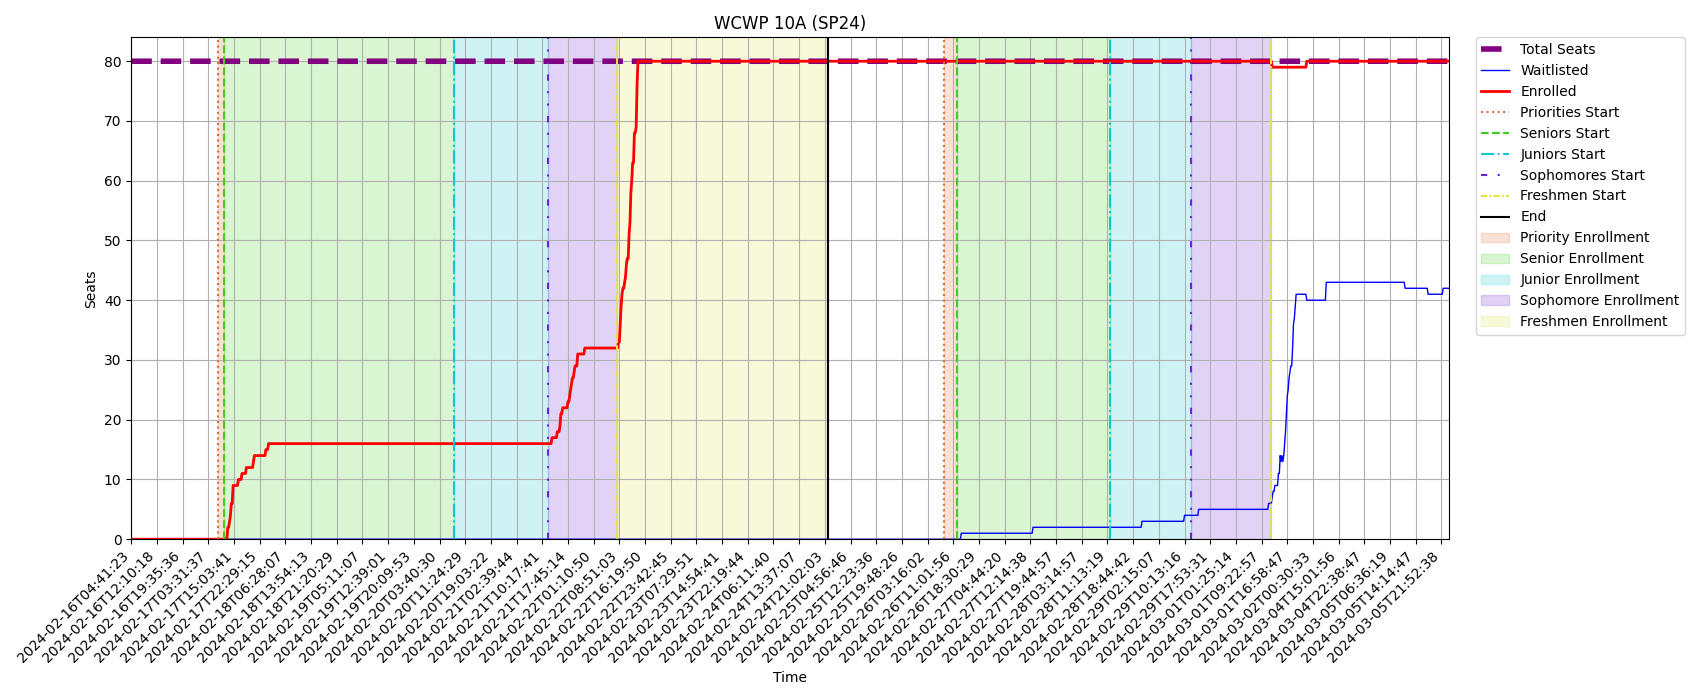 WCWP 10A (SP24)
Seats
80
70
60
50
40
30
20
10
0
2024-02-16T04:41:23
2024-02-16T12:10:18
2024-02-16T19:35:36
2024-02-17T03:31:37
2024-02-17T15:03:41
2024-02-17T22:29:15
2024-02-18T06:28:07
2024-02-18T13:54:13
2024-02-18T21:20:29
2024-02-19T05:11:07
2024-02-19T12:39:01
2024-02-19T20:09:53
2024-02-20T03:40:30
2024-02-20T11:24:29
2024-02-20T19:03:22
2024-02-21T02:39:44
2024-02-21T10:17:41
2024-02-21T17:45:14
2024-02-22T01:10:50
2024-02-22T08:51:03
2024-02-22T16:19:50
2024-02-22T23:42:45
2024-02-23T07:29:51
2024-02-23T14:54:41
2024-02-23T22:19:44
2024-02-24T06:11:40
2024-02-24T13:37:07
2024-02-24T21:02:03
2024-02-25T04:56:46
2024-02-25T12:23:36
2024-02-25T19:48:26
2024-02-26T03:16:02
2024-02-26T11:01:56
2024-02-26T18:30:29
2024-02-27T04:44:20
2024-02-27T12:14:38
2024-02-27T19:44:57
2024-02-28T03:14:57
2024-02-28T11:13:19
2024-02-28T18:44:42
2024-02-29T02:15:07
2024-02-29T10:13:16
2024-02-29T17:53:31
2024-03-01T01:25:14
2024-03-01T09:22:57
2024-03-01T16:58:47
2024-03-02T00:30:33
2024-03-04T15:01:56
2024-03-04T22:38:47
2024-03-05T06:36:19
2024-03-05T14:14:47
2024-03-05T21:52:38
Time
Total Seats
Waitlisted
Enrolled
Priorities Start
Seniors Start
Juniors Start
Sophomores Start
Freshmen Start
End
Priority Enrollment
Senior Enrollment
Junior Enrollment
Sophomore Enrollment
Freshmen Enrollment